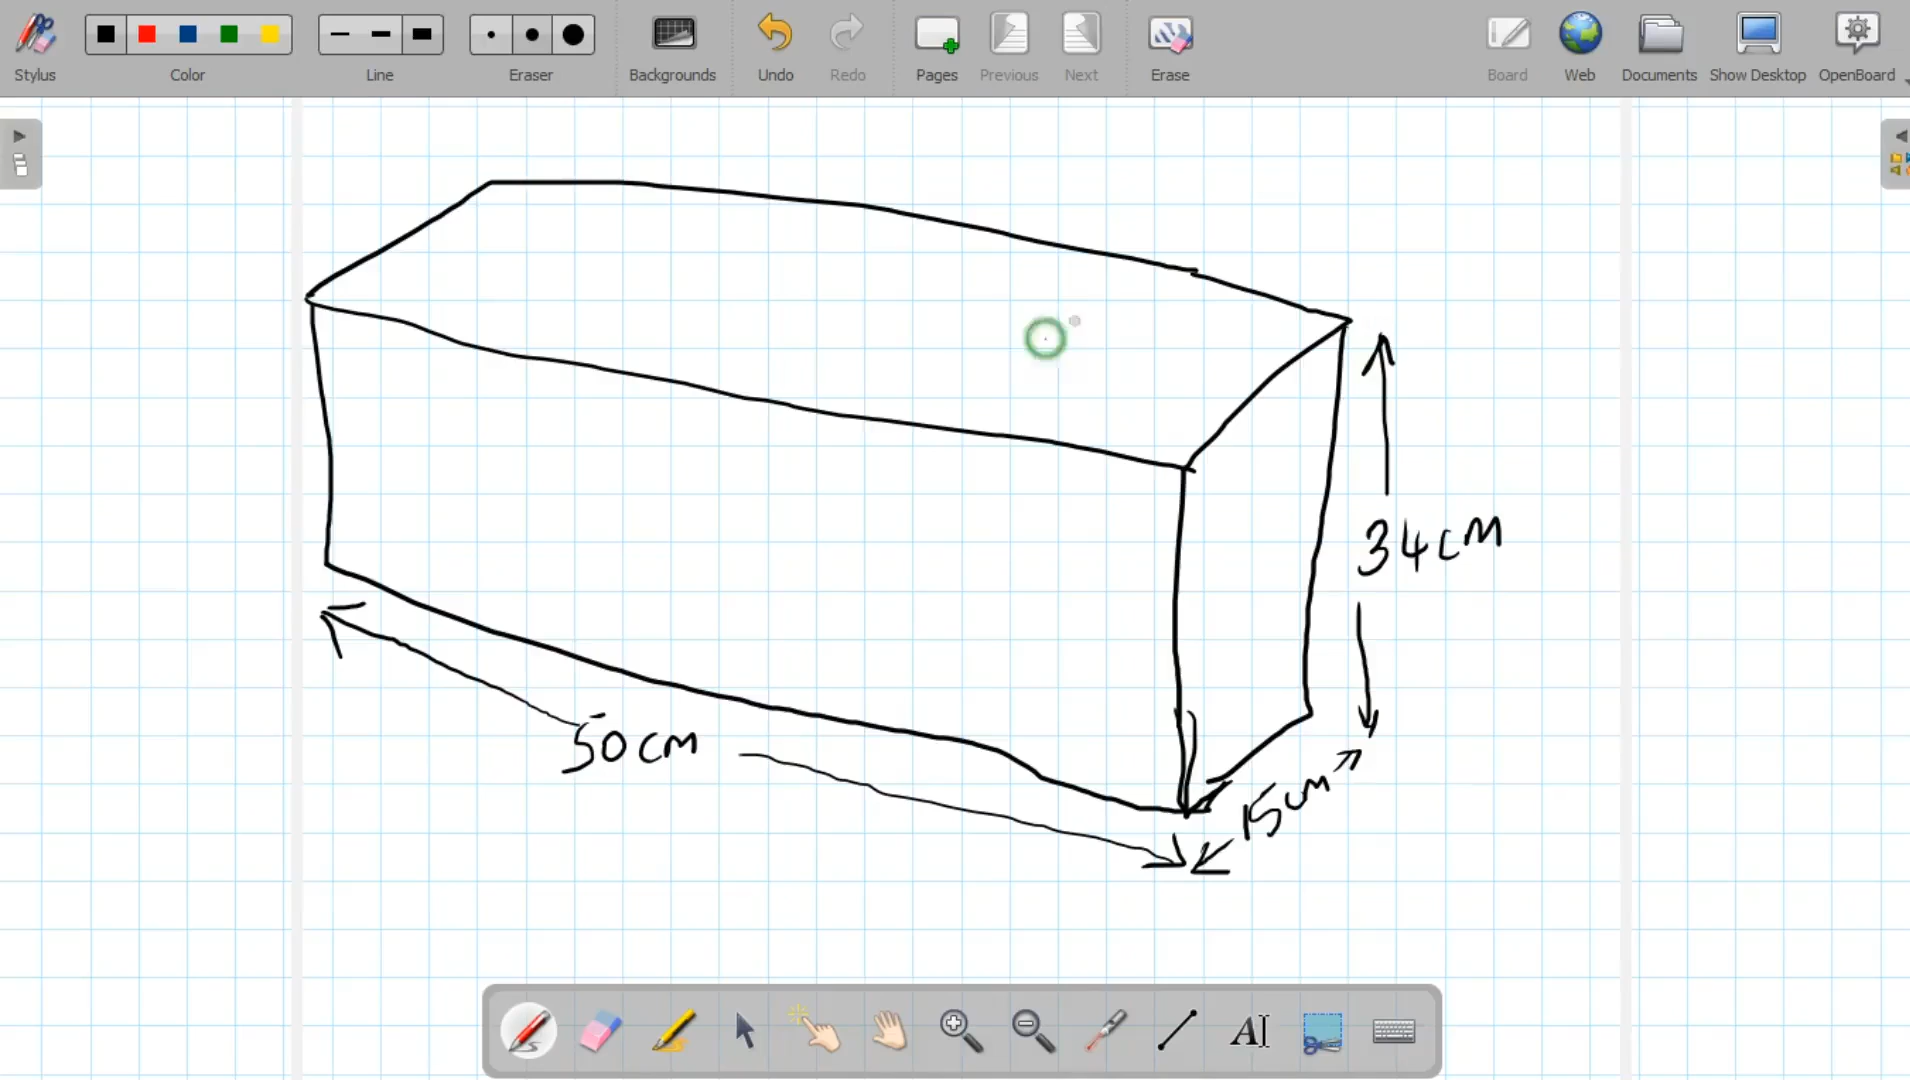 Stylus Color Line Eraser Backgrounds Undo Redo Pages Previous Next Erase Board Web Documents Show Desktop OpenBoard
34cm
50cm
15cm
AI